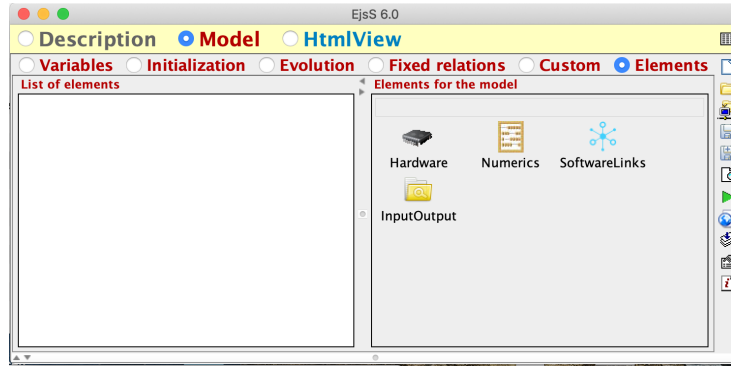 EjsS 6.0
Description Model HtmlView
Variables Initialization Evolution Fixed relations Custom Elements
List of elements Elements for the model
Hardware Numerics SoftwareLinks
InputOutput